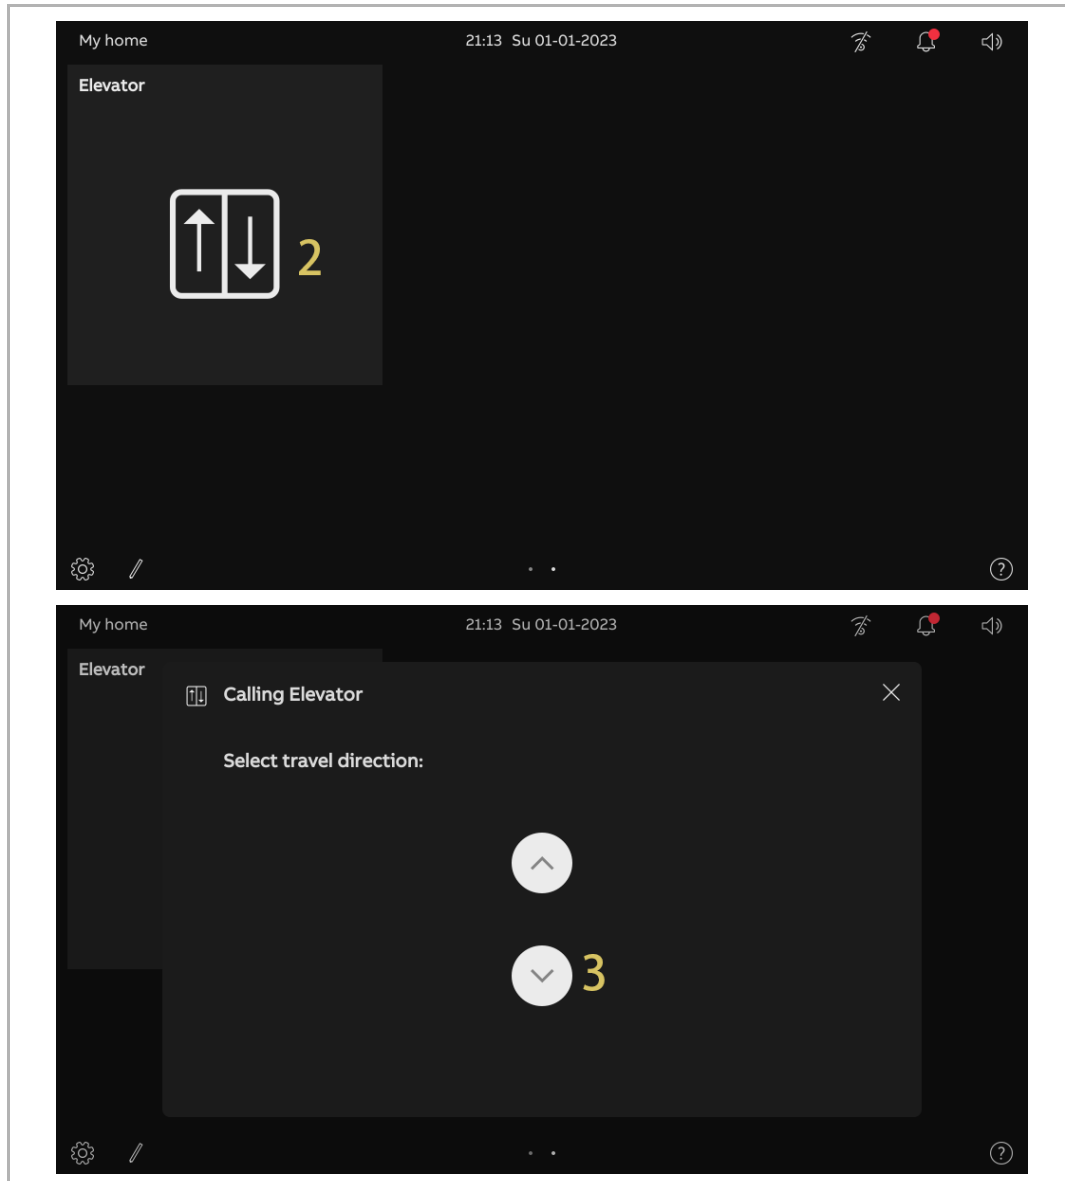 My home 21:13 Su 01-01-2023
Elevator
2
?
My home 21:13 Su 01-01-2023
Elevator
Calling Elevator
Select travel direction:
3
?